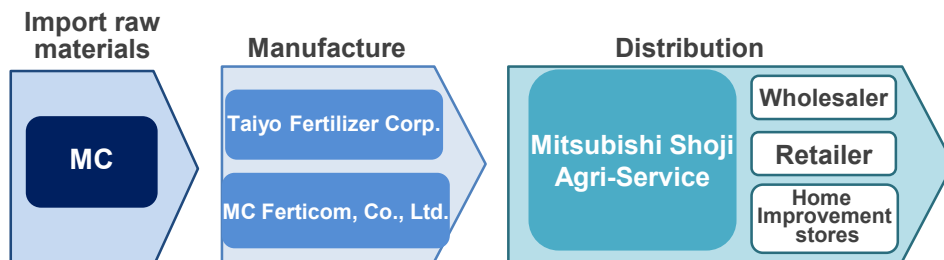 Import raw
materials
MC
Manufacture
Taiyo Fertilizer Corp.
MC Ferticom, Co., Ltd.
Distribution
Mitsubishi Shoji
Agri-Service
Wholesaler
Retailer
Home
Improvement
stores